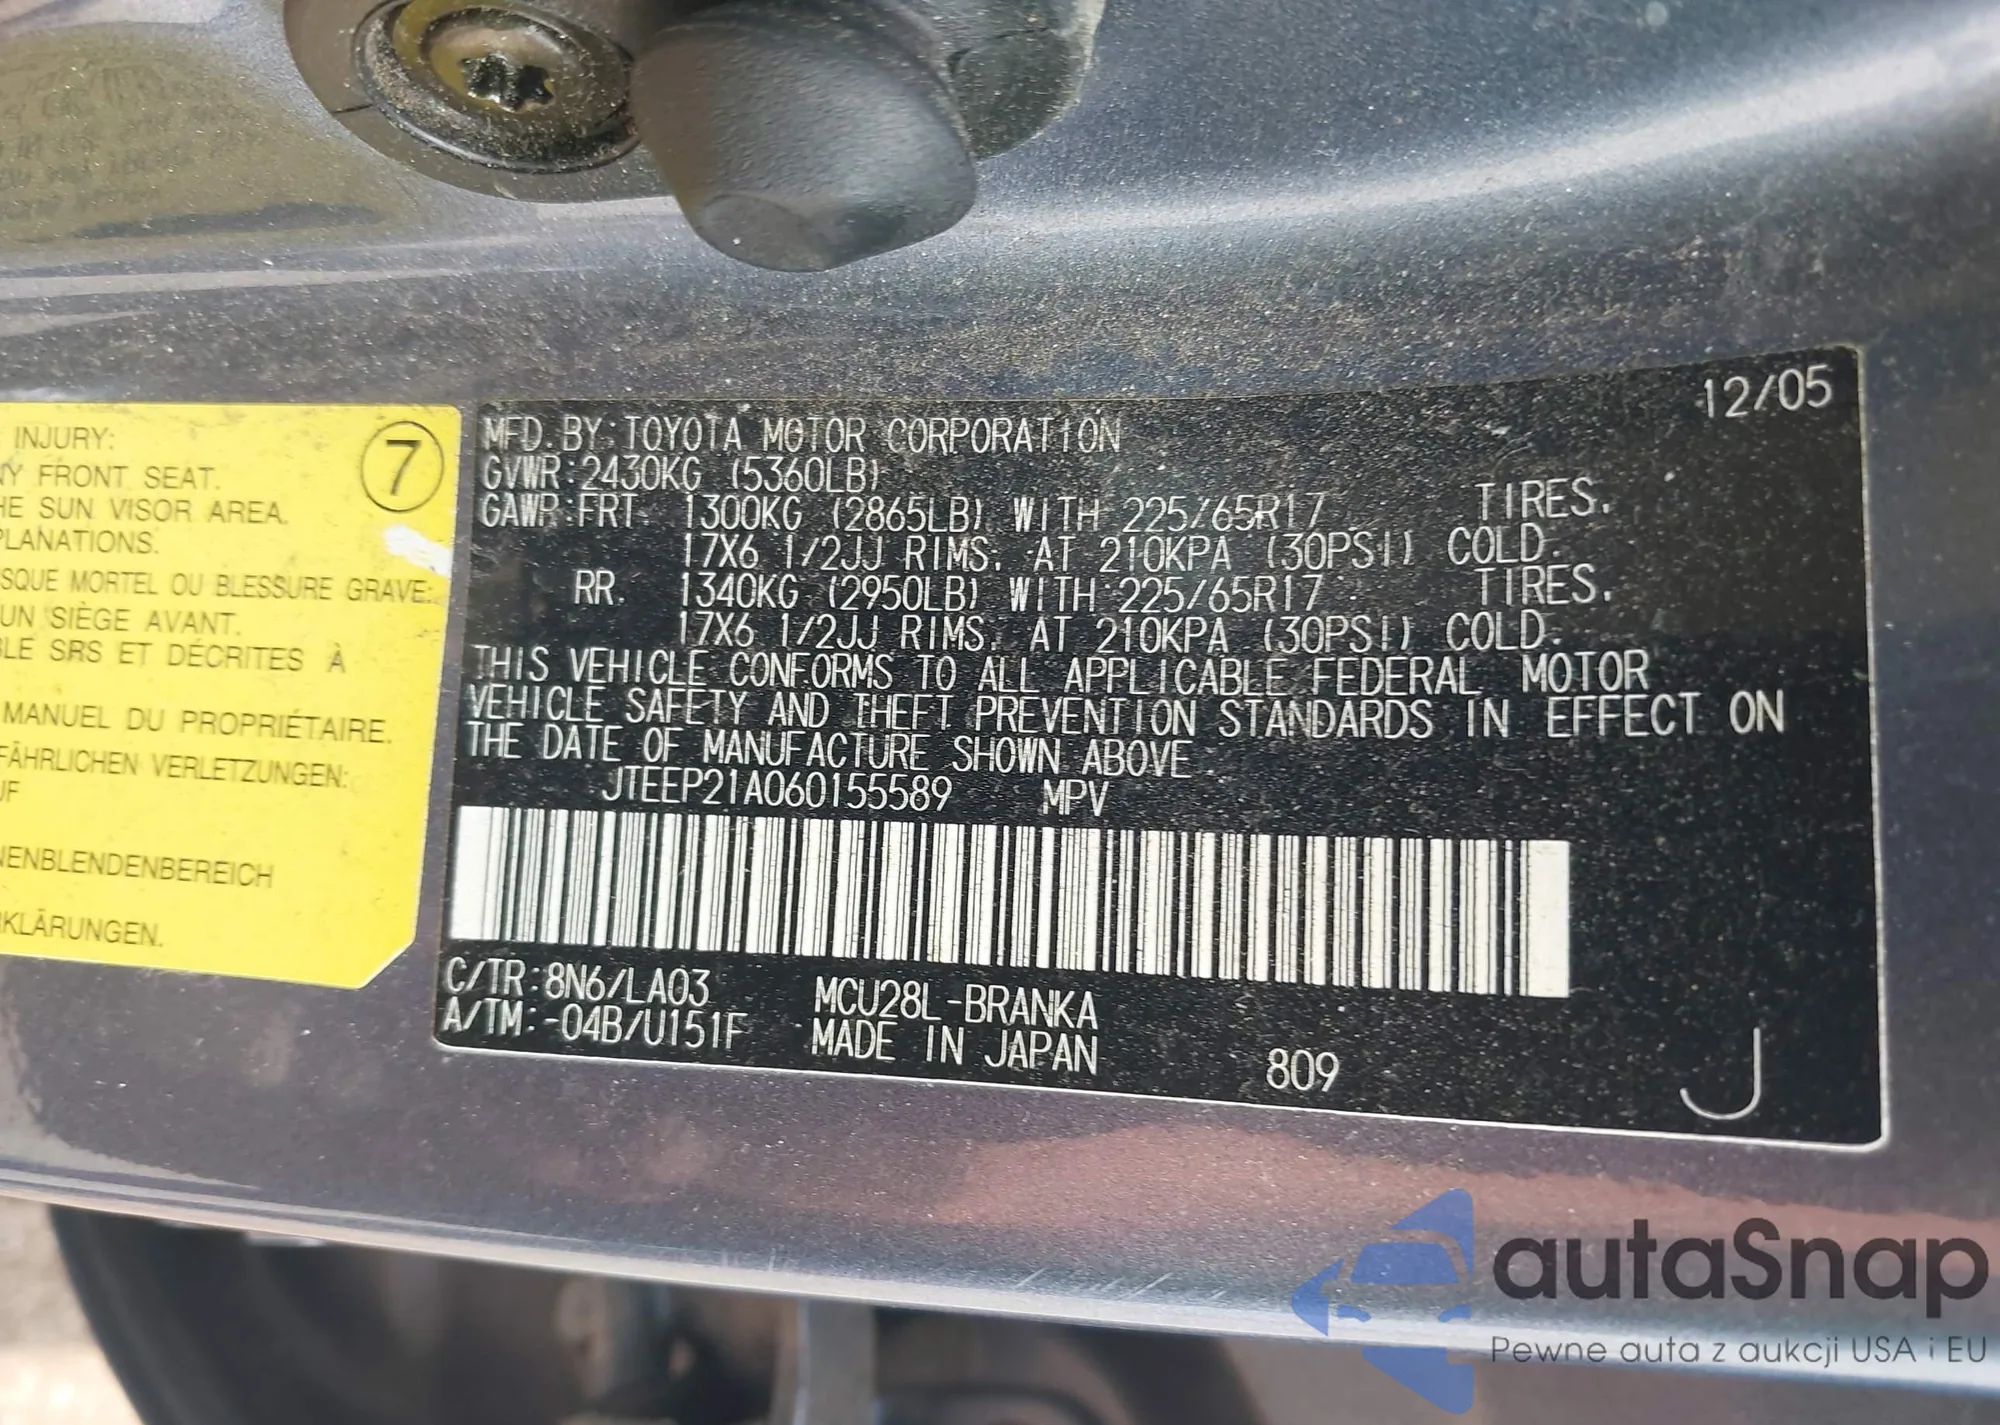 INJURY:
NY FRONT SEAT.
HE SUN VISOR AREA.
PLANATIONS.
SQUE MORTEL OU BLESSURE GRAVE:
UN SIÈGE AVANT.
BLE SRS ET DÉCRITES À
MANUEL DU PROPRIÉTAIRE.
FÄHRLICHEN VERLETZUNGEN:
UF
NENBLENDENBEREICH
RKLÄRUNGEN.
7
12/05
MFD. BY: TOYOTA MOTOR CORPORATION
GVWR: 2430KG (5360LB)
GAWR: FRT. 1300KG (2865LB) WITH 225/65R17 TIRES.
17X6 1/2JJ RIMS. AT 210KPA (30PSI) COLD.
RR. 1340KG (2950LB) WITH 225/65R17 TIRES.
17X6 1/2JJ RIMS. AT 210KPA (30PSI) COLD.
THIS VEHICLE CONFORMS TO ALL APPLICABLE FEDERAL MOTOR
VEHICLE SAFETY AND THEFT PREVENTION STANDARDS IN EFFECT ON
THE DATE OF MANUFACTURE SHOWN ABOVE.
JTEEP21A060155589 MPV
C/TR: 8N6/LA03 MCU28L-BRANKA
A/TM: -04B/U151F MADE IN JAPAN 809 J
autaSnap
Pewne auta z aukcji USA i EU